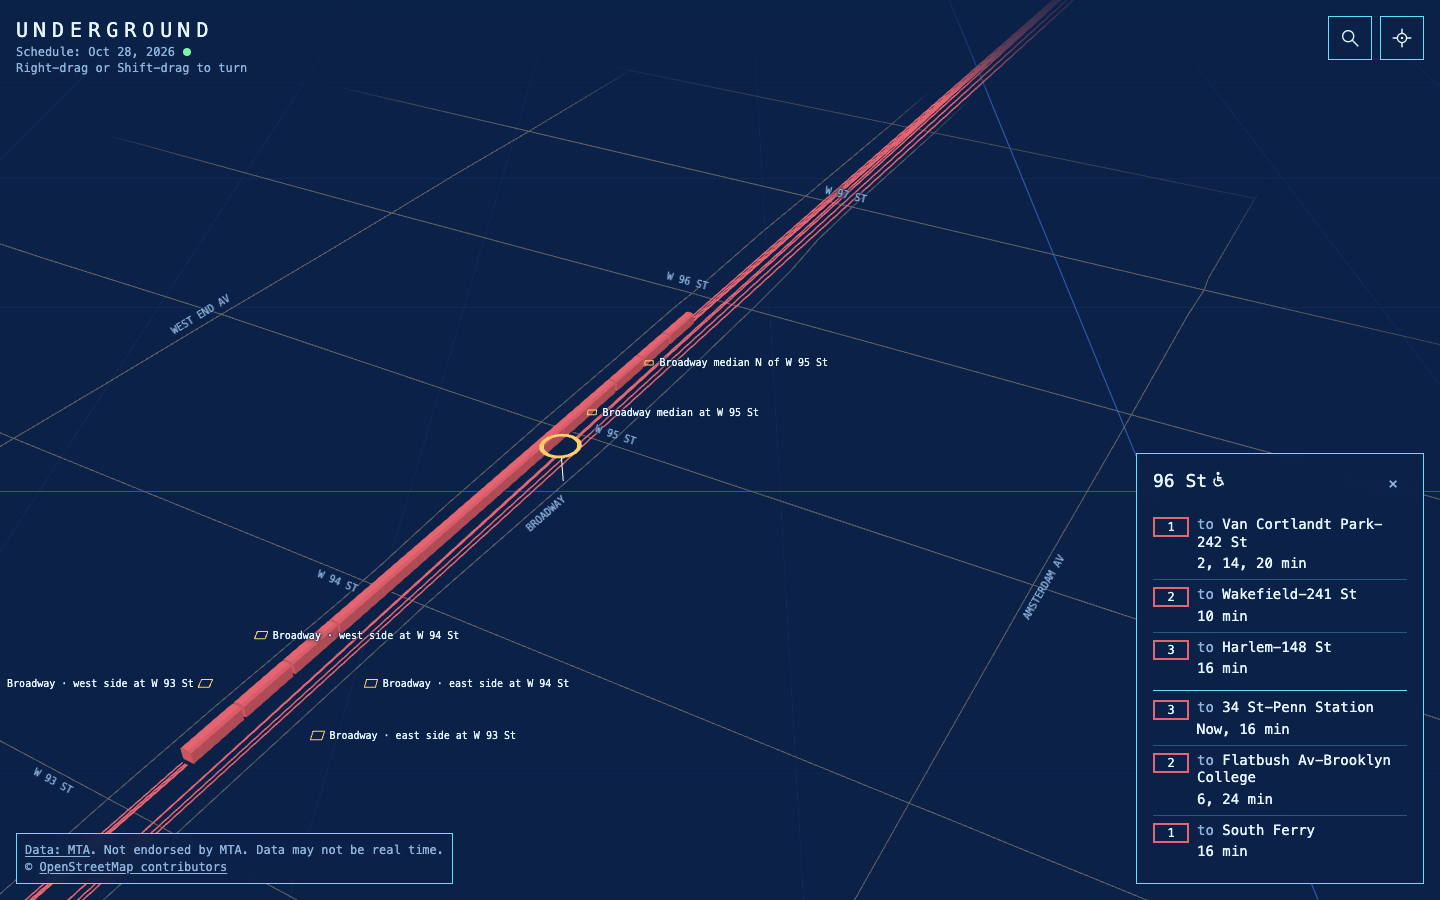 UNDERGROUND
Schedule: Oct 28, 2026
Right-drag or Shift-drag to turn
W 97 ST
W 96 ST
WEST END AV
Broadway median N of W 95 St
Broadway median at W 95 St
W 95 ST
BROADWAY
W 94 ST
AMSTERDAM AV
Broadway · west side at W 94 St
Broadway · west side at W 93 St
Broadway · east side at W 94 St
Broadway · east side at W 93 St
W 93 ST
96 St
×
1 to Van Cortlandt Park–
242 St
2, 14, 20 min
2 to Wakefield–241 St
10 min
3 to Harlem–148 St
16 min
3 to 34 St–Penn Station
Now, 16 min
2 to Flatbush Av–Brooklyn
College
6, 24 min
1 to South Ferry
16 min
Data: MTA. Not endorsed by MTA. Data may not be real time.
© OpenStreetMap contributors